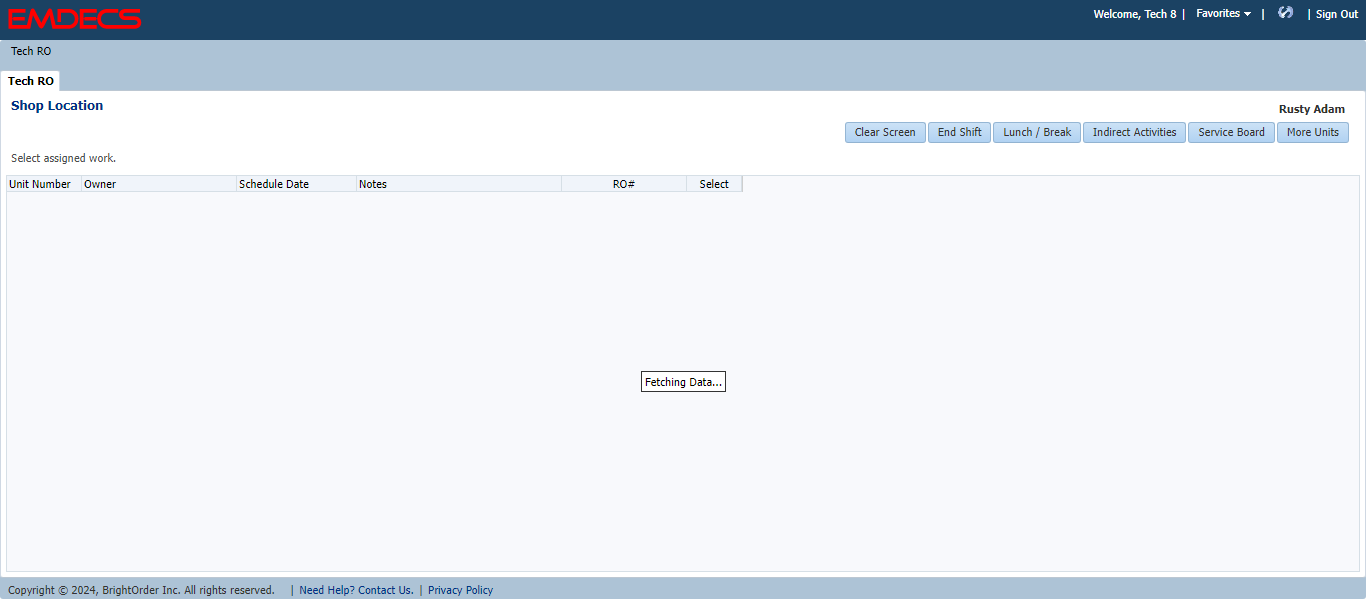 EMDECS
Welcome, Tech 8 | Favorites | | Sign Out
Tech RO
Tech RO
Shop Location
Rusty Adam
Clear Screen End Shift Lunch / Break Indirect Activities Service Board More Units
Select assigned work.
Unit Number Owner Schedule Date Notes RO# Select
Fetching Data...
Copyright © 2024, BrightOrder Inc. All rights reserved. | Need Help? Contact Us. | Privacy Policy